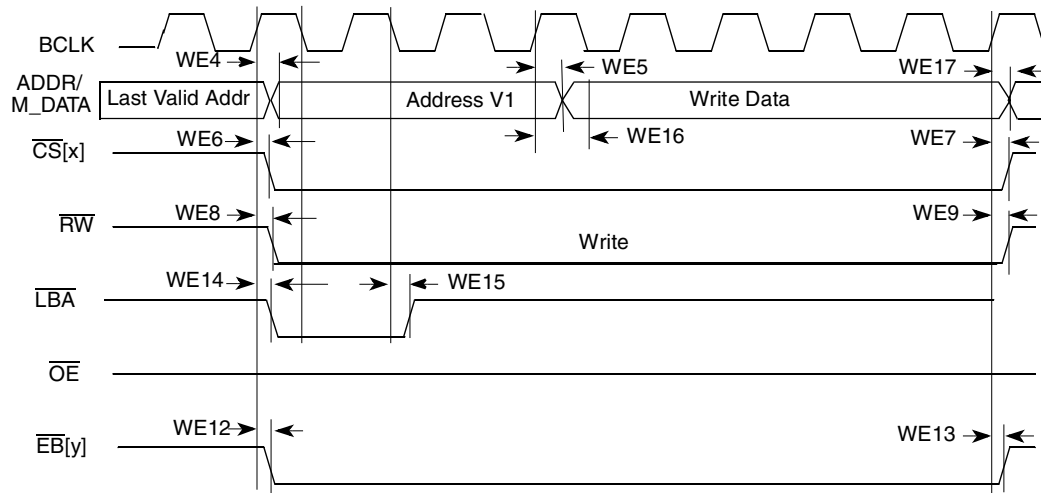 BCLK
WE4
WE5
WE17
ADDR/
M_DATA
Last Valid Addr
Address V1
Write Data
WE6
WE16
WE7
CS[x]
WE8
WE9
RW
Write
WE14
WE15
LBA
OE
WE12
WE13
EB[y]